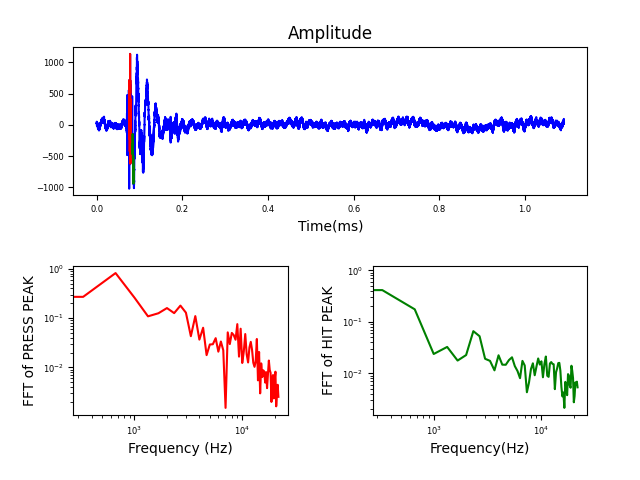 Amplitude
1000
500
0
−500
−1000
0.0 0.2 0.4 0.6 0.8 1.0
Time(ms)
FFT of PRESS PEAK
10⁰
10⁻¹
10⁻²
10³ 10⁴
Frequency (Hz)
FFT of HIT PEAK
10⁰
10⁻¹
10⁻²
10³ 10⁴
Frequency(Hz)